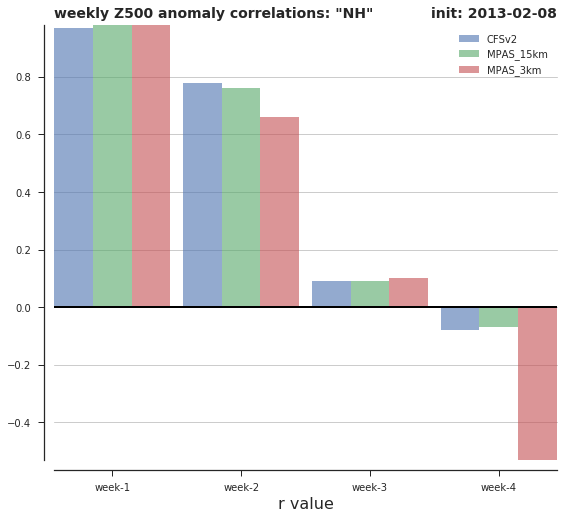 weekly Z500 anomaly correlations: "NH" init: 2013-02-08
CFSv2
MPAS_15km
MPAS_3km
0.8
0.6
0.4
0.2
0.0
−0.2
−0.4
week-1 week-2 week-3 week-4
r value